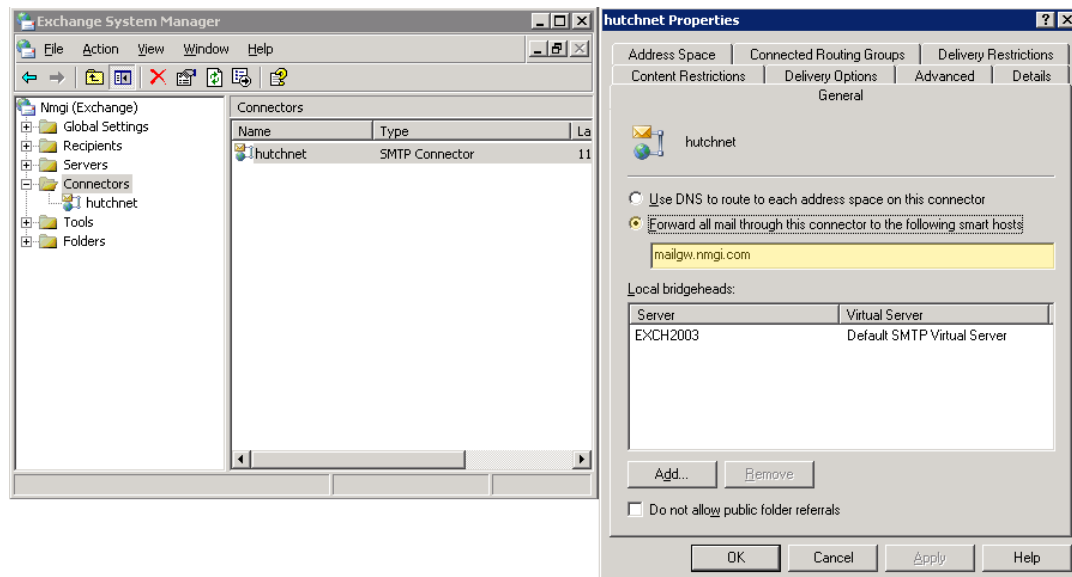 Exchange System Manager
File Action View Window Help
Nmgi (Exchange)
Global Settings
Recipients
Servers
Connectors
hutchnet
Tools
Folders
Connectors
Name Type La
hutchnet SMTP Connector 11
hutchnet Properties
Address Space Connected Routing Groups Delivery Restrictions
Content Restrictions Delivery Options Advanced Details
General
hutchnet
Use DNS to route to each address space on this connector
Forward all mail through this connector to the following smart hosts
mailgw.nmgi.com
Local bridgeheads:
Server Virtual Server
EXCH2003 Default SMTP Virtual Server
Add... Remove
Do not allow public folder referrals
OK Cancel Apply Help